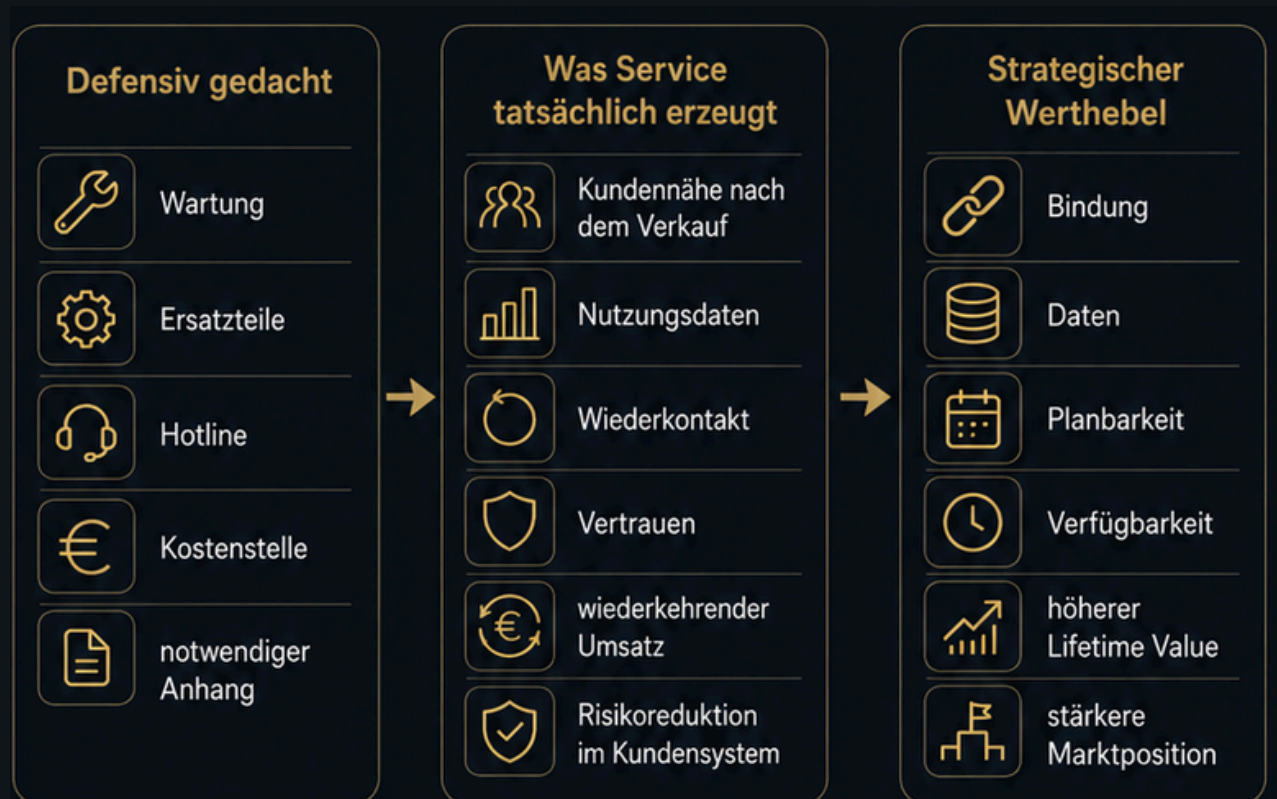 Defensiv gedacht
Wartung
Ersatzteile
Hotline
€
Kostenstelle
notwendiger
Anhang
Was Service
tatsächlich erzeugt
Kundennähe nach
dem Verkauf
Nutzungsdaten
Wiederkontakt
Vertrauen
€
wiederkehrender
Umsatz
Risikoreduktion
im Kundensystem
Strategischer
Werthebel
Bindung
Daten
Planbarkeit
Verfügbarkeit
höherer
Lifetime Value
stärkere
Marktposition